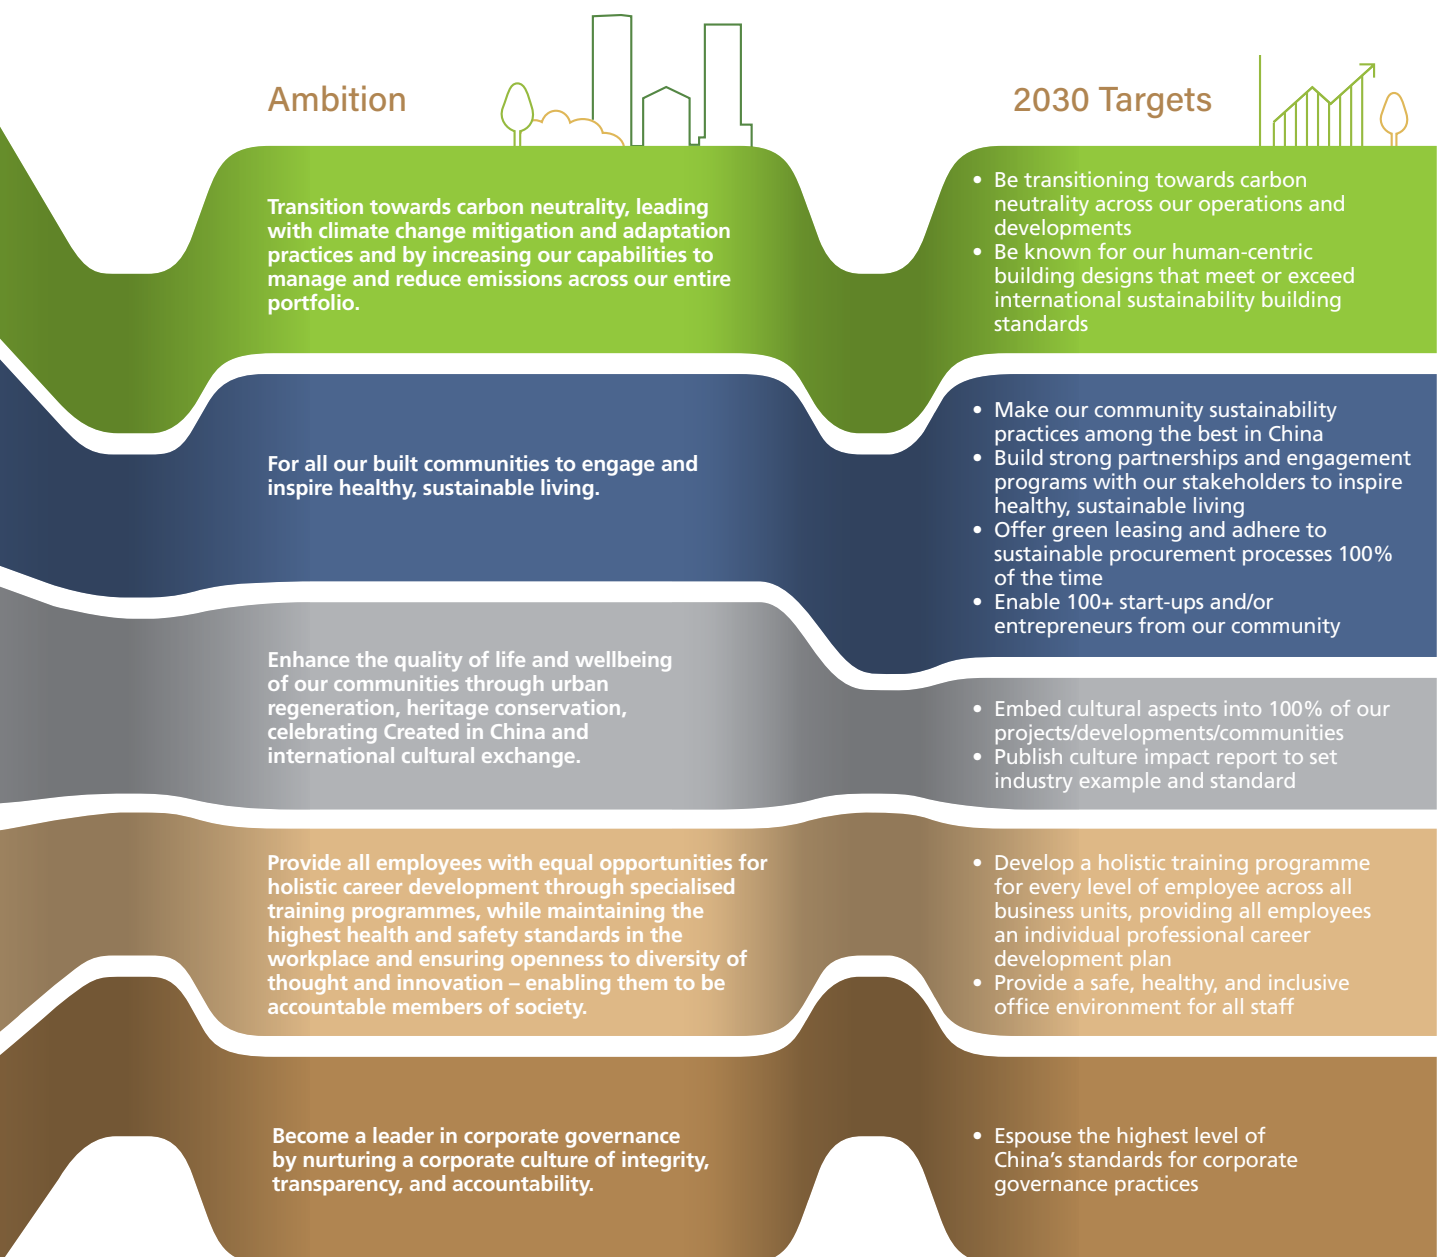 Ambition
2030 Targets
Transition towards carbon neutrality, leading
with climate change mitigation and adaptation
practices and by increasing our capabilities to
manage and reduce emissions across our entire
portfolio.
• Be transitioning towards carbon
neutrality across our operations and
developments
• Be known for our human-centric
building designs that meet or exceed
international sustainability building
standards
For all our built communities to engage and
inspire healthy, sustainable living.
• Make our community sustainability
practices among the best in China
• Build strong partnerships and engagement
programs with our stakeholders to inspire
healthy, sustainable living
• Offer green leasing and adhere to
sustainable procurement processes 100%
of the time
• Enable 100+ start-ups and/or
entrepreneurs from our community
Enhance the quality of life and wellbeing
of our communities through urban
regeneration, heritage conservation,
celebrating Created in China and
international cultural exchange.
• Embed cultural aspects into 100% of our
projects/developments/communities
• Publish culture impact report to set
industry example and standard
Provide all employees with equal opportunities for
holistic career development through specialised
training programmes, while maintaining the
highest health and safety standards in the
workplace and ensuring openness to diversity of
thought and innovation – enabling them to be
accountable members of society.
• Develop a holistic training programme
for every level of employee across all
business units, providing all employees
an individual professional career
development plan
• Provide a safe, healthy, and inclusive
office environment for all staff
Become a leader in corporate governance
by nurturing a corporate culture of integrity,
transparency, and accountability.
• Espouse the highest level of
China’s standards for corporate
governance practices